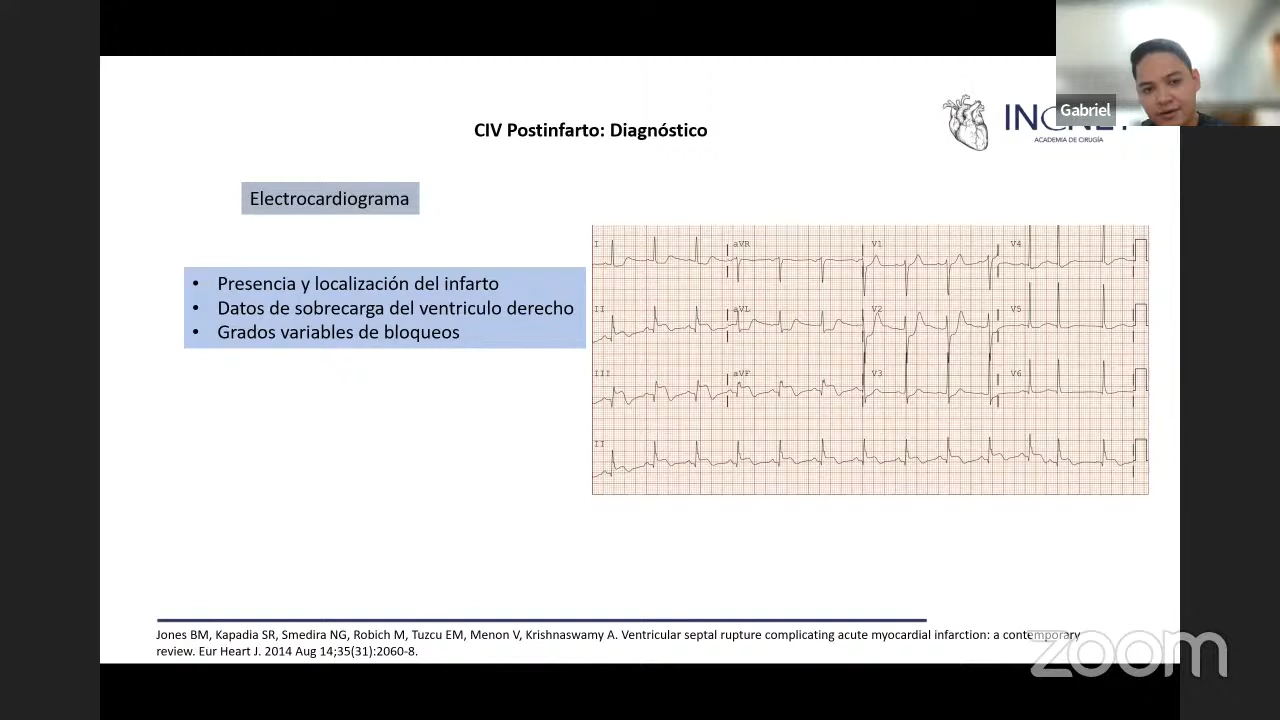 Gabriel
CIV Postinfarto: Diagnóstico
ACADEMIA DE CIRUGÍA
Electrocardiograma
• Presencia y localización del infarto
• Datos de sobrecarga del ventriculo derecho
• Grados variables de bloqueos
I aVR V1 V4
II aVL V2 V5
III aVF V3 V6
II
Jones BM, Kapadia SR, Smedira NG, Robich M, Tuzcu EM, Menon V, Krishnaswamy A. Ventricular septal rupture complicating acute myocardial infarction: a contemporary
review. Eur Heart J. 2014 Aug 14;35(31):2060-8.
zoom